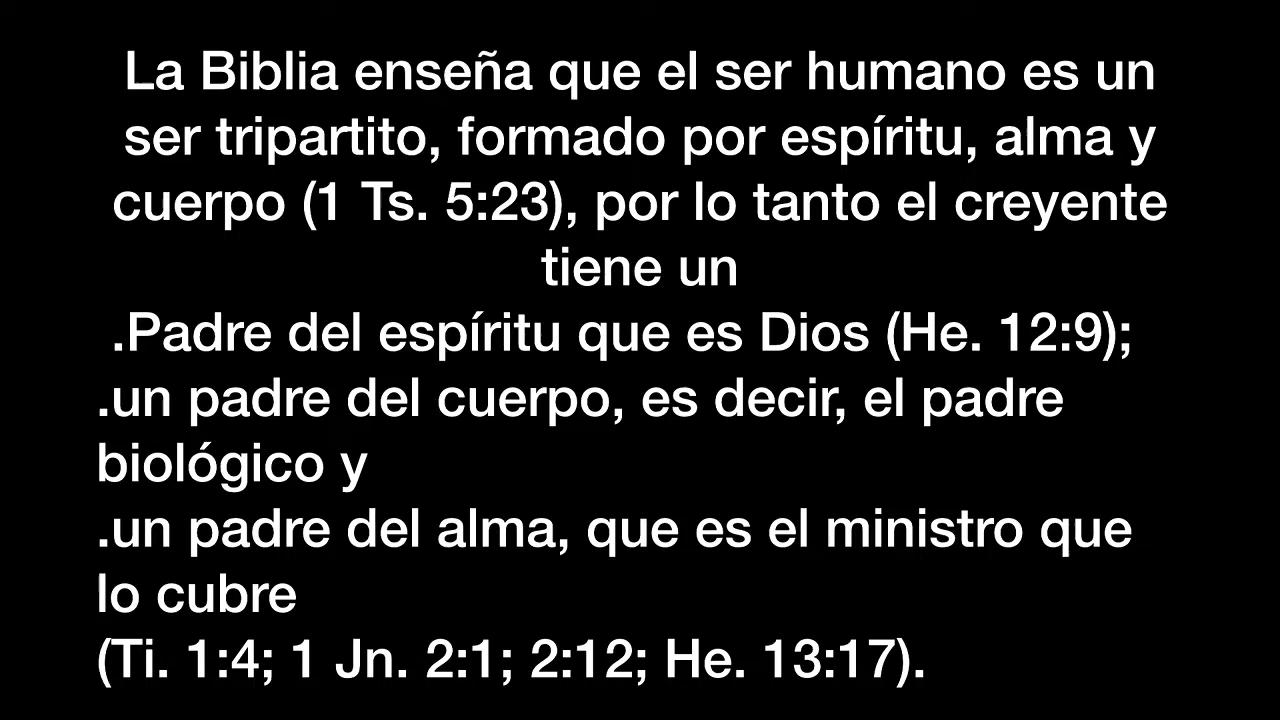 La Biblia enseña que el ser humano es un
ser tripartito, formado por espíritu, alma y
cuerpo (1 Ts. 5:23), por lo tanto el creyente
tiene un
.Padre del espíritu que es Dios (He. 12:9);
.un padre del cuerpo, es decir, el padre
biológico y
.un padre del alma, que es el ministro que
lo cubre
(Ti. 1:4; 1 Jn. 2:1; 2:12; He. 13:17).